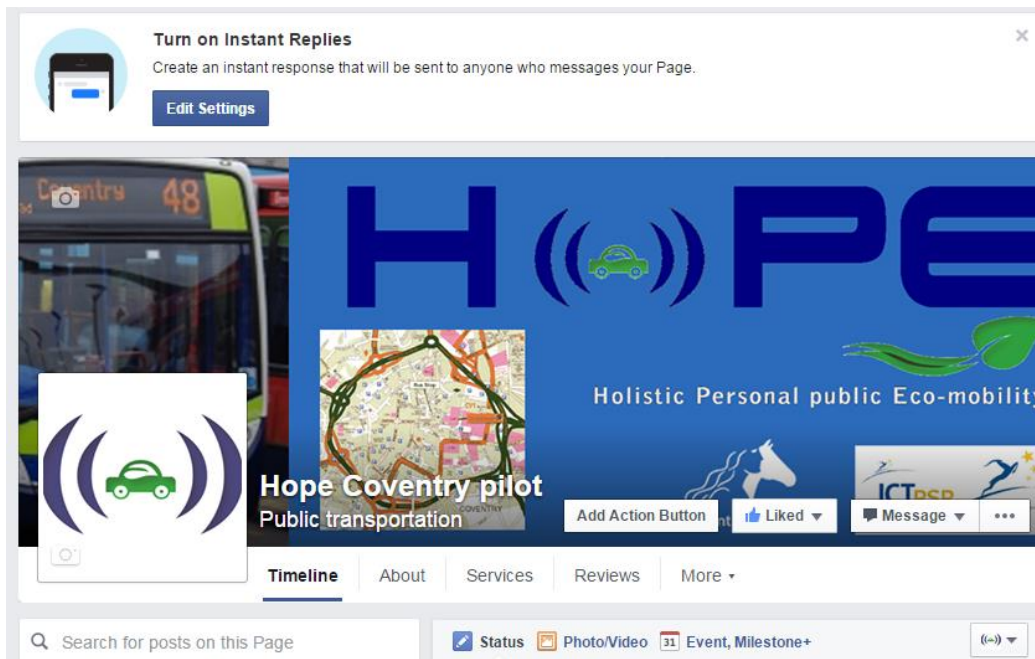 Turn on Instant Replies
Create an instant response that will be sent to anyone who messages your Page.
Edit Settings
Coventry 48
HOPE
Holistic Personal public Eco-mobility
Hope Coventry pilot
Public transportation
COVENTRY
ICT PSP
Add Action Button
Liked
Message
Timeline
About
Services
Reviews
More
Search for posts on this Page
Status
Photo/Video
31
Event, Milestone+